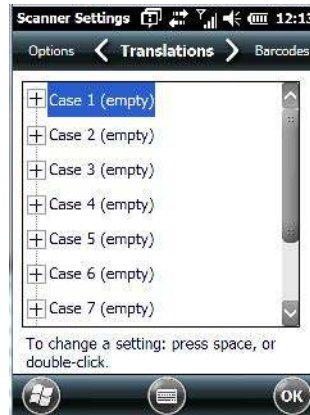 Scanner Settings 12:13
Options Translations Barcodes
Case 1 (empty)
Case 2 (empty)
Case 3 (empty)
Case 4 (empty)
Case 5 (empty)
Case 6 (empty)
Case 7 (empty)
To change a setting: press space, or
double-click.
OK